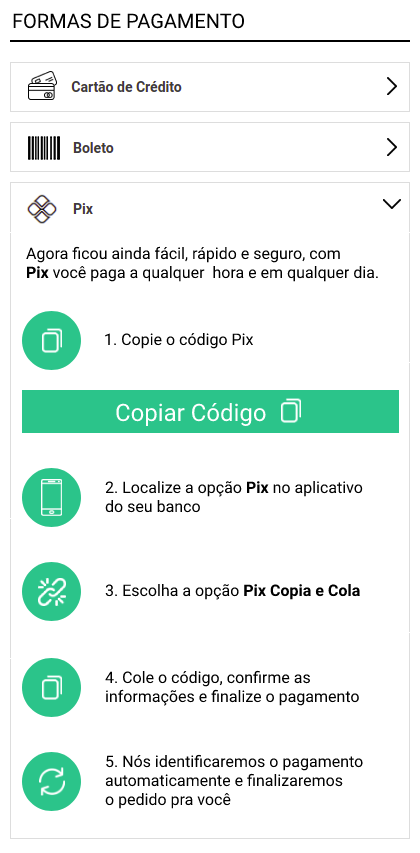 FORMAS DE PAGAMENTO
Cartão de Crédito
Boleto
Pix
Agora ficou ainda fácil, rápido e seguro, com
Pix você paga a qualquer hora e em qualquer dia.
1. Copie o código Pix
Copiar Código
2. Localize a opção Pix no aplicativo
do seu banco
3. Escolha a opção Pix Copia e Cola
4. Cole o código, confirme as
informações e finalize o pagamento
5. Nós identificaremos o pagamento
automaticamente e finalizaremos
o pedido pra você